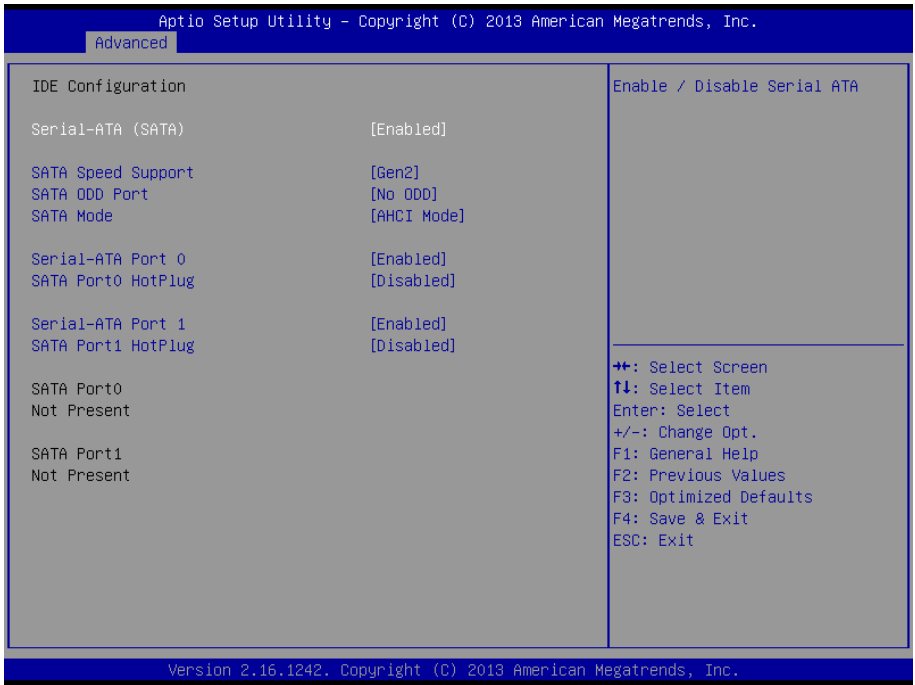 Aptio Setup Utility – Copyright (C) 2013 American Megatrends, Inc.
Advanced
IDE Configuration
Serial-ATA (SATA) [Enabled]
SATA Speed Support [Gen2]
SATA ODD Port [No ODD]
SATA Mode [AHCI Mode]
Serial-ATA Port 0 [Enabled]
SATA Port0 HotPlug [Disabled]
Serial-ATA Port 1 [Enabled]
SATA Port1 HotPlug [Disabled]
SATA Port0
Not Present
SATA Port1
Not Present
Enable / Disable Serial ATA
→←: Select Screen
↑↓: Select Item
Enter: Select
+/-: Change Opt.
F1: General Help
F2: Previous Values
F3: Optimized Defaults
F4: Save & Exit
ESC: Exit
Version 2.16.1242. Copyright (C) 2013 American Megatrends, Inc.